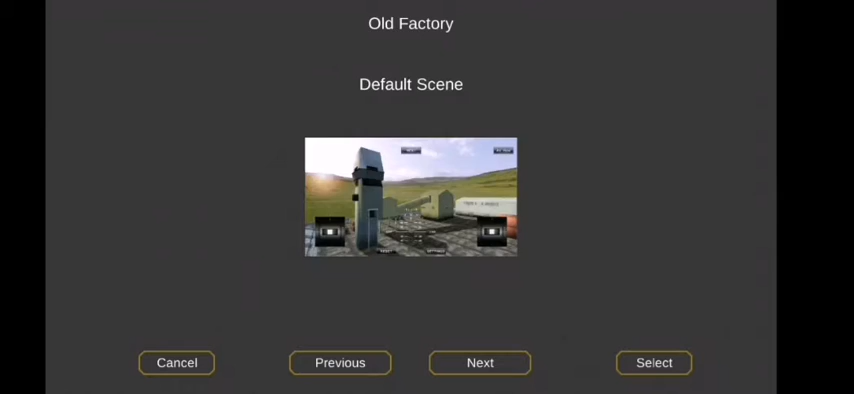 Old Factory
Default Scene
Cancel
Previous
Next
Select